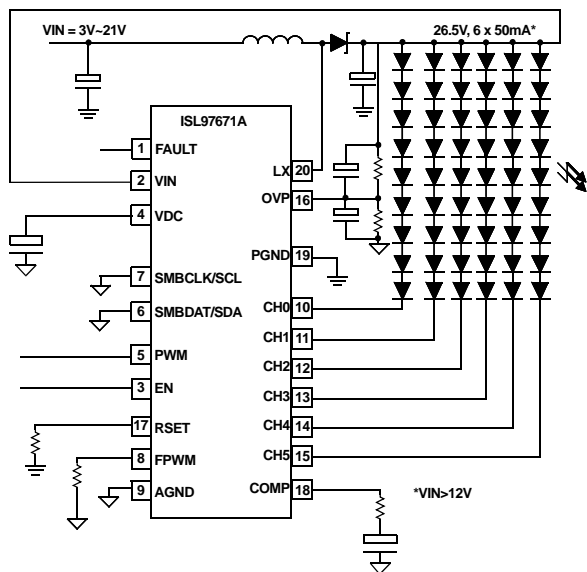 VIN = 3V~21V
26.5V, 6 x 50mA*
ISL97671A
1 FAULT
2 VIN
4 VDC
7 SMBCLK/SCL
6 SMBDAT/SDA
5 PWM
3 EN
17 RSET
8 FPWM
9 AGND
LX 20
OVP 16
PGND 19
CH0 10
CH1 11
CH2 12
CH3 13
CH4 14
CH5 15
COMP 18
*VIN>12V